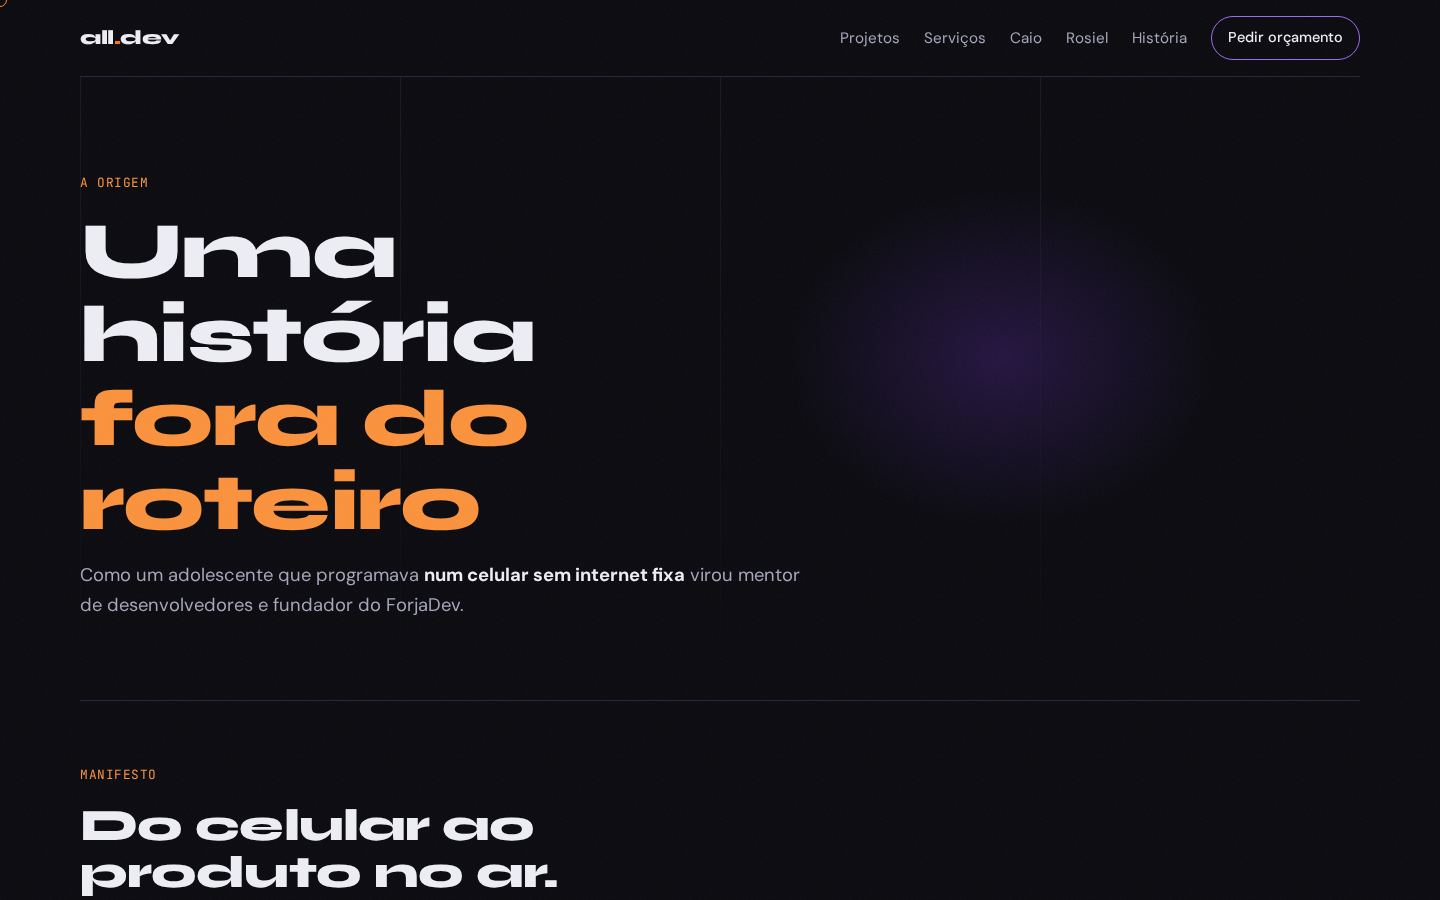 all.dev
Projetos Serviços Caio Rosiel História Pedir orçamento
A ORIGEM
Uma
história
fora do
roteiro
Como um adolescente que programava num celular sem internet fixa virou mentor
de desenvolvedores e fundador do ForjaDev.
MANIFESTO
Do celular ao
produto no ar.